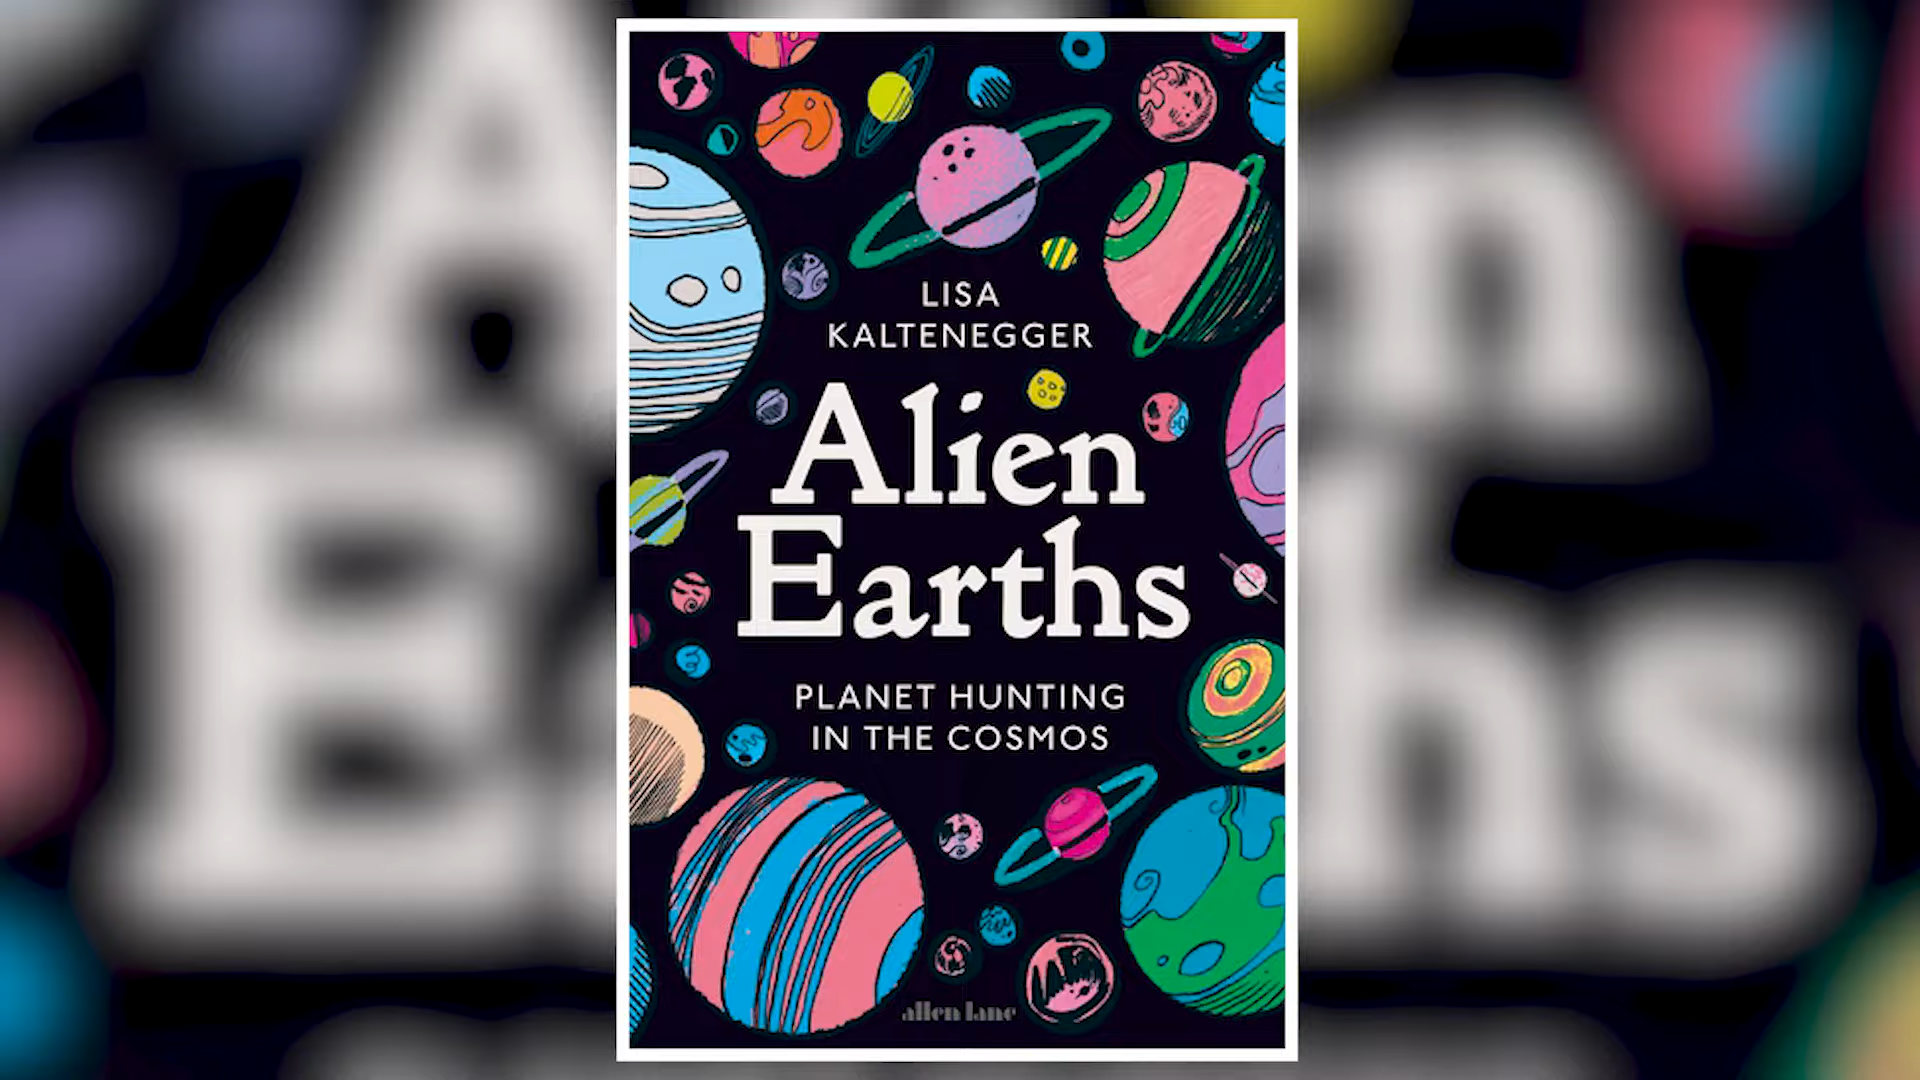 LISA
KALTENEGGER
Alien
Earths
PLANET HUNTING
IN THE COSMOS
allen lane